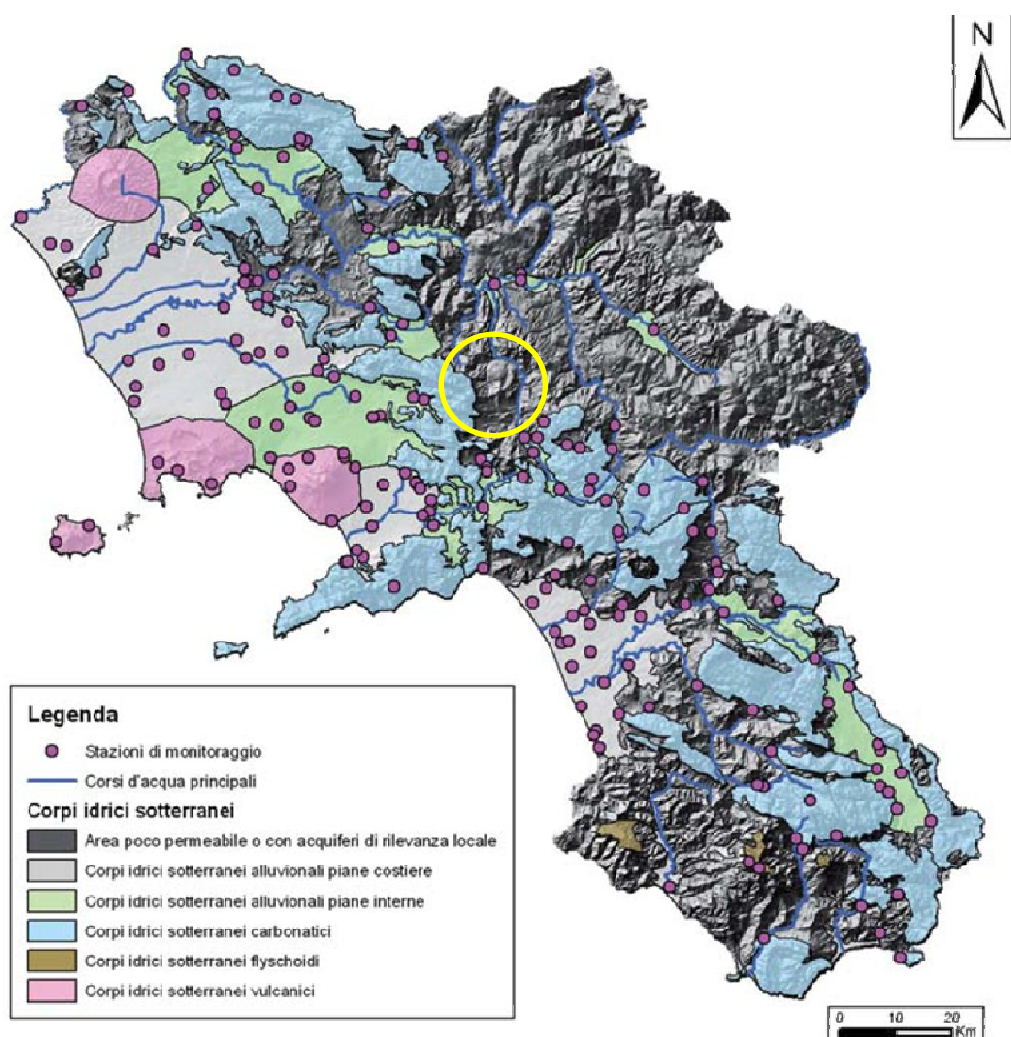 N
Legenda
Stazioni di monitoraggio
Corsi d'acqua principali
Corpi idrici sotterranei
Area poco permeabile o con acquiferi di rilevanza locale
Corpi idrici sotterranei alluvionali piane costiere
Corpi idrici sotterranei alluvionali piane interne
Corpi idrici sotterranei carbonatici
Corpi idrici sotterranei flyschoidi
Corpi idrici sotterranei vulcanici
0 10 20
Km